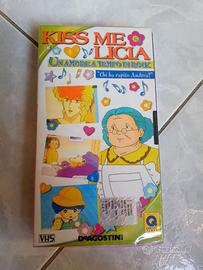 KISS ME
LICIA
UN AMORE A TEMPO DI ROCK
"Chi ha rapito Andrea?"
VHS
DeAGOSTINI